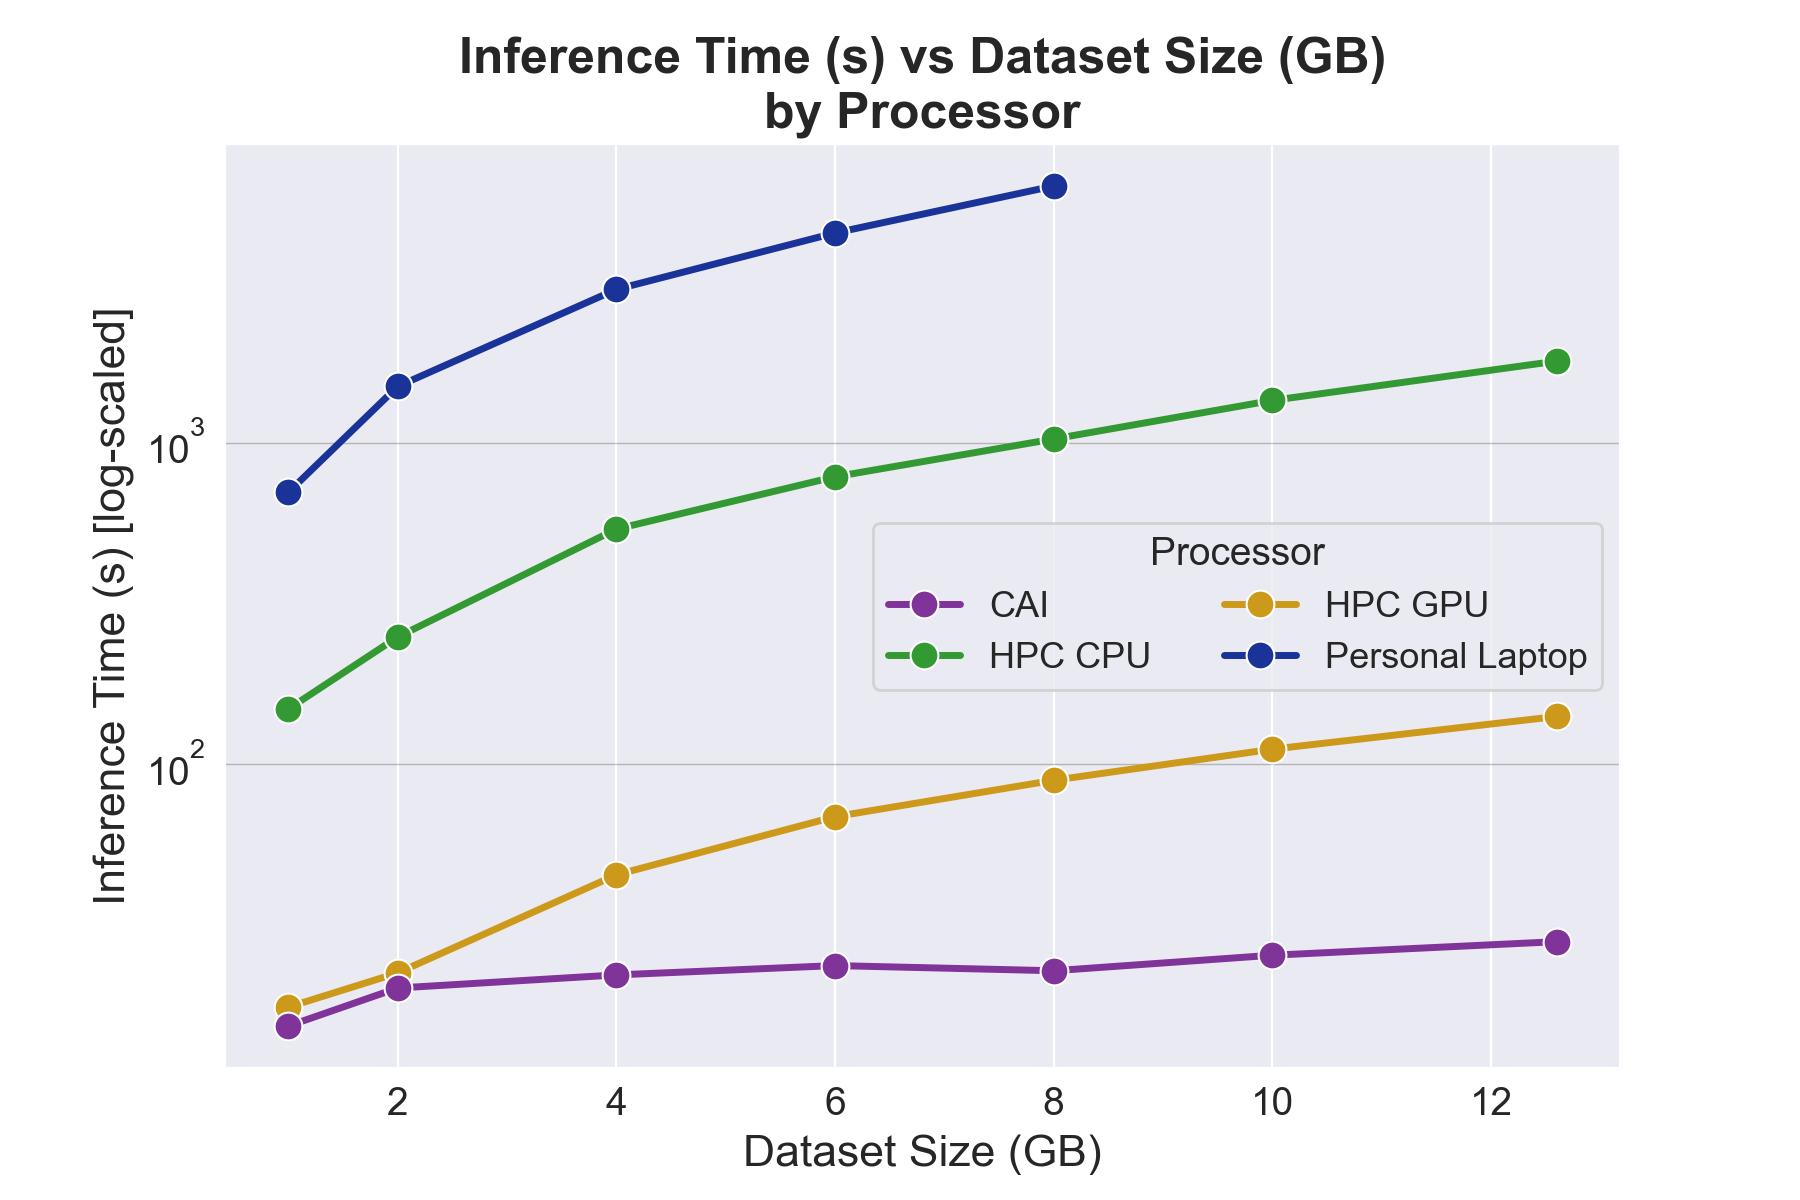 Inference Time (s) vs Dataset Size (GB)
by Processor
Inference Time (s) [log-scaled]
10³
10²
Processor
CAI
HPC CPU
HPC GPU
Personal Laptop
2 4 6 8 10 12
Dataset Size (GB)